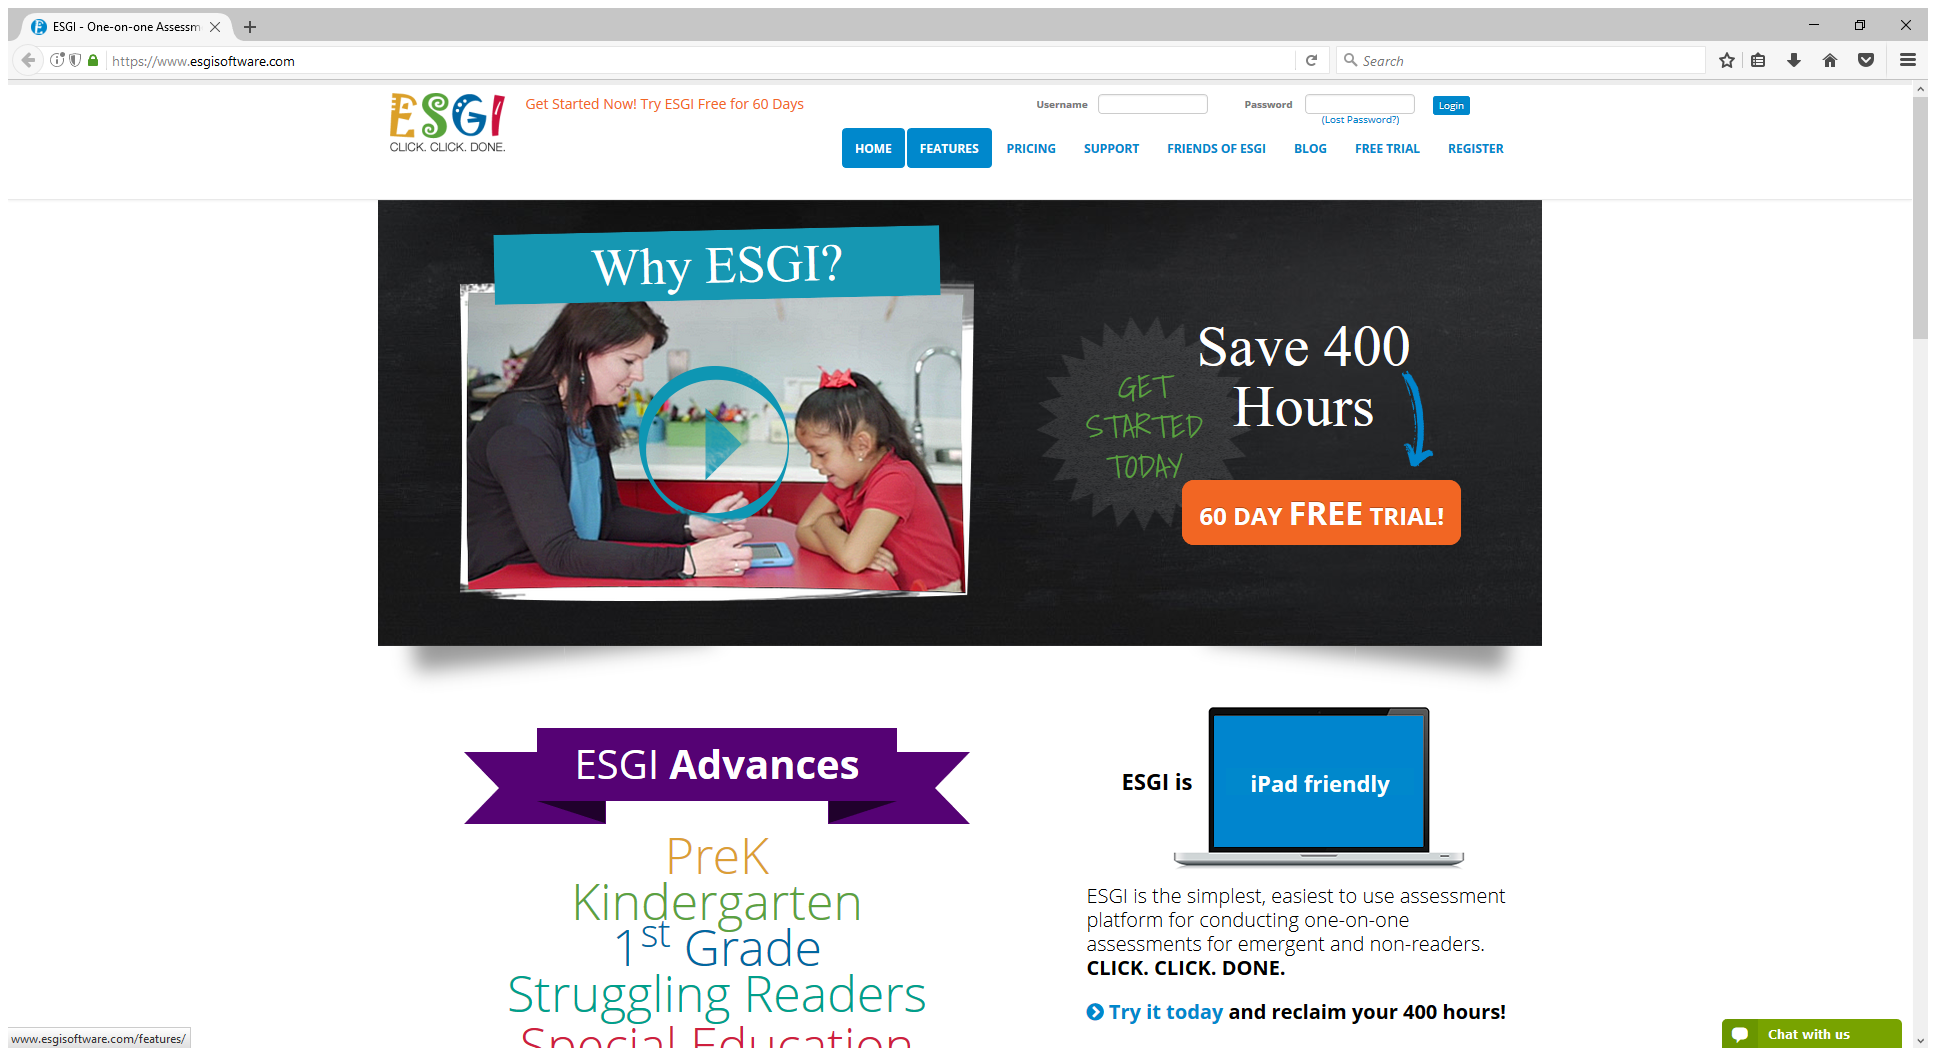 ESGI - One-on-one Assessm
https://www.esgisoftware.com
Search
ESGI
CLICK. CLICK. DONE.
Get Started Now! Try ESGI Free for 60 Days
Username
Password
Login
(Lost Password?)
HOME
FEATURES
PRICING
SUPPORT
FRIENDS OF ESGI
BLOG
FREE TRIAL
REGISTER
Why ESGI?
GET
STARTED
TODAY
Save 400
Hours
60 DAY FREE TRIAL!
ESGI Advances
PreK
Kindergarten
1st Grade
Struggling Readers
Special Education
ESGI is
iPad friendly
ESGI is the simplest, easiest to use assessment
platform for conducting one-on-one
assessments for emergent and non-readers.
CLICK. CLICK. DONE.
Try it today and reclaim your 400 hours!
www.esgisoftware.com/features/
Chat with us